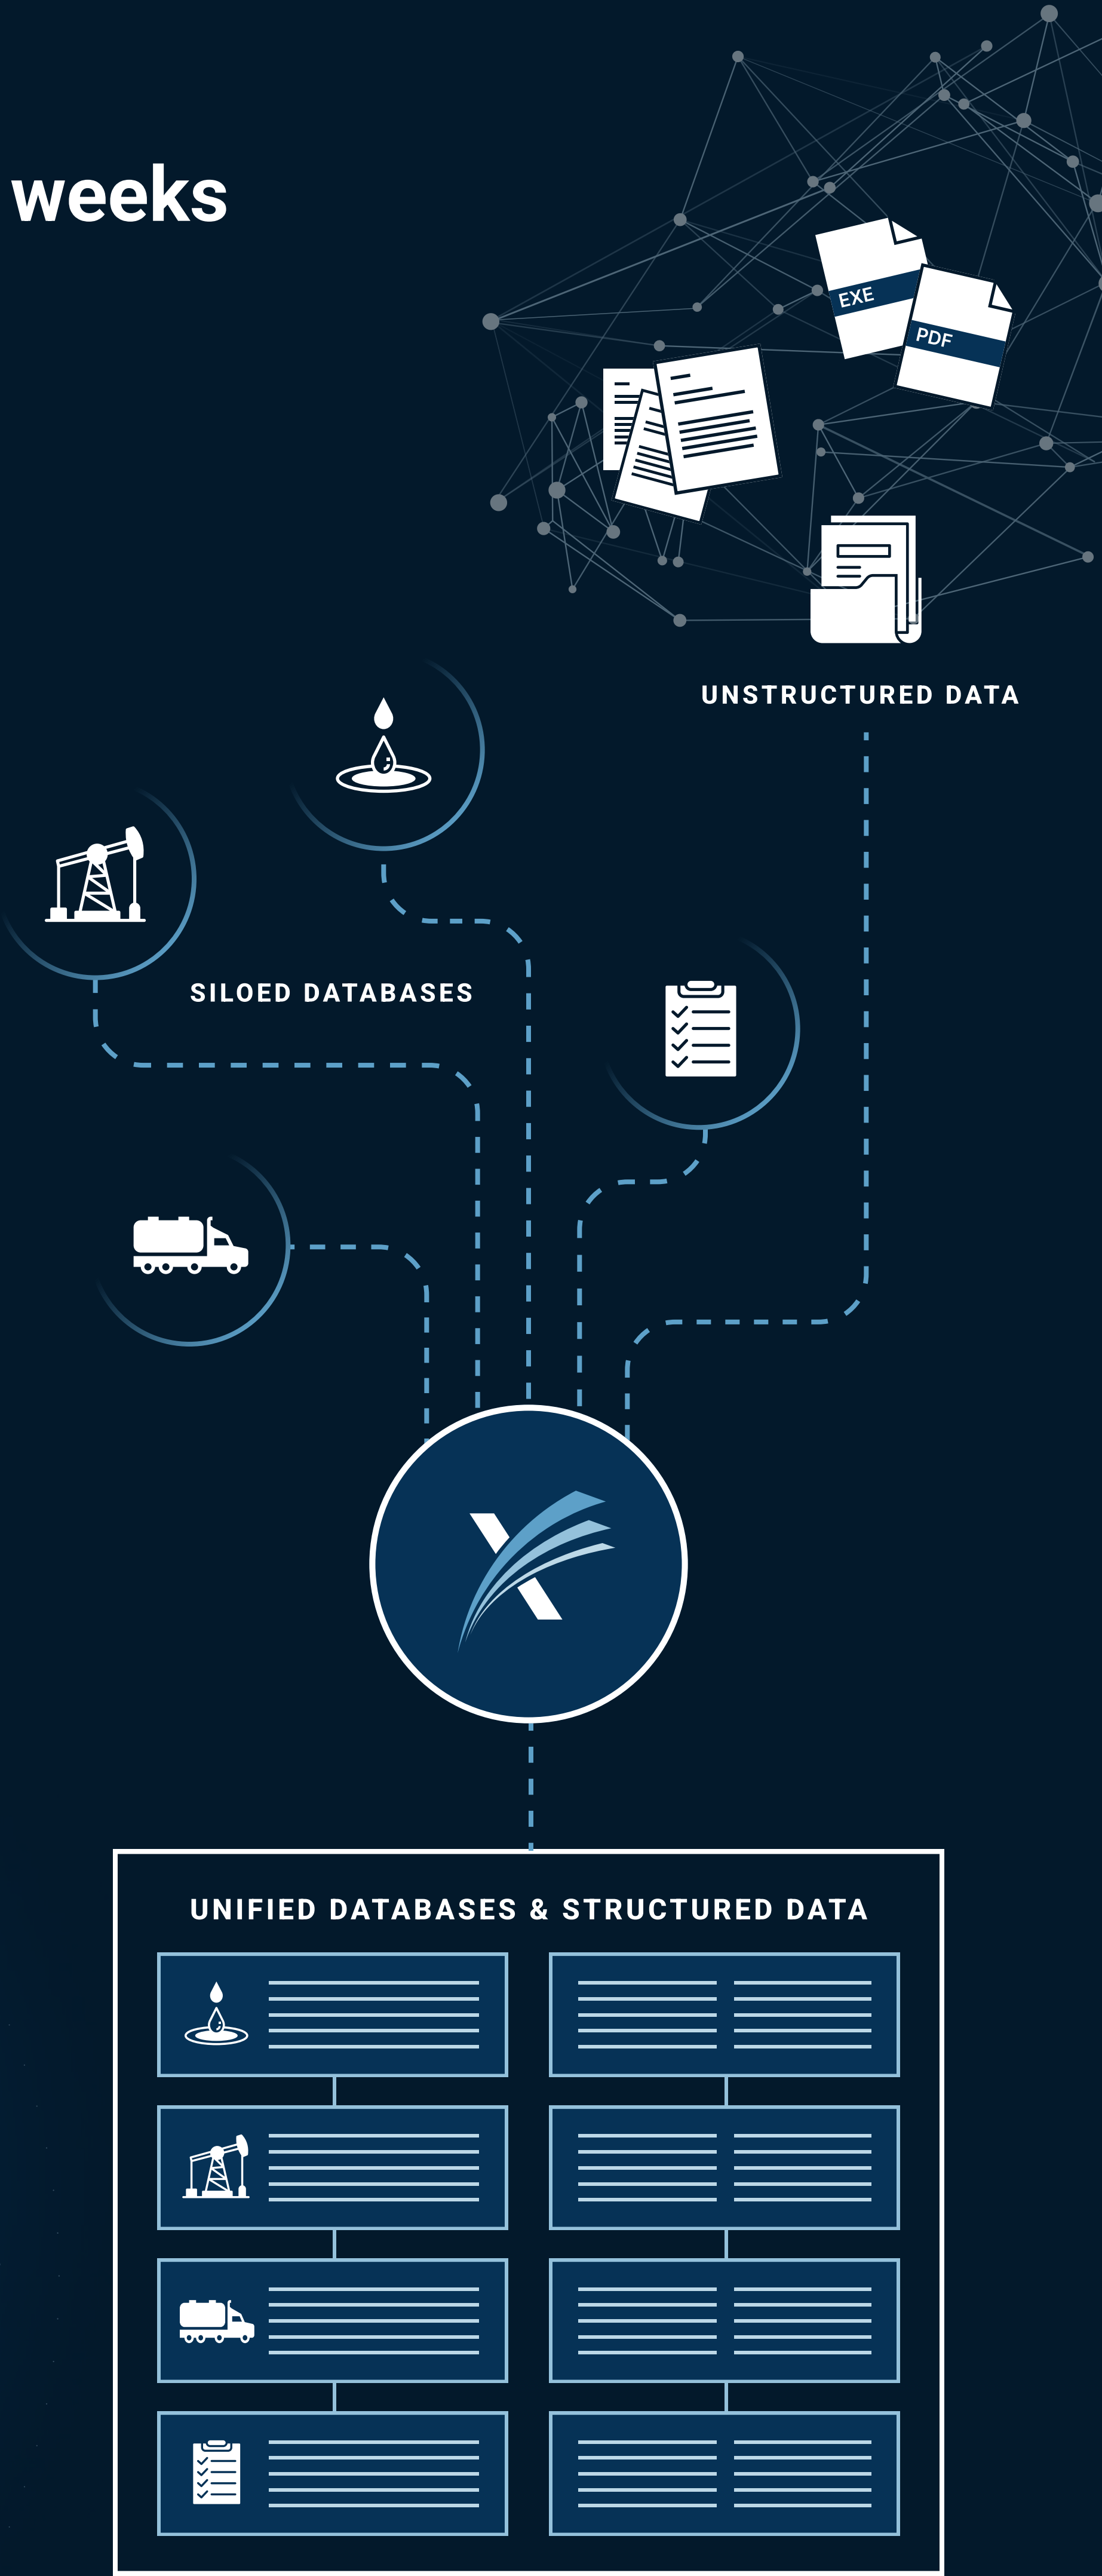 weeks
EXE
PDF
UNSTRUCTURED DATA
SILOED DATABASES
X
UNIFIED DATABASES & STRUCTURED DATA